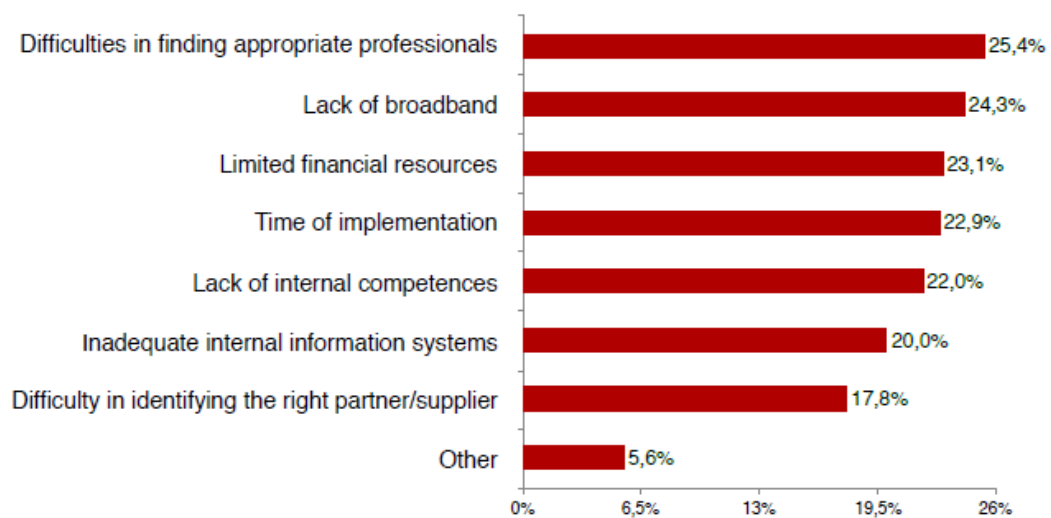 Difficulties in finding appropriate professionals 25,4%
Lack of broadband 24,3%
Limited financial resources 23,1%
Time of implementation 22,9%
Lack of internal competences 22,0%
Inadequate internal information systems 20,0%
Difficulty in identifying the right partner/supplier 17,8%
Other 5,6%
0% 6,5% 13% 19,5% 26%